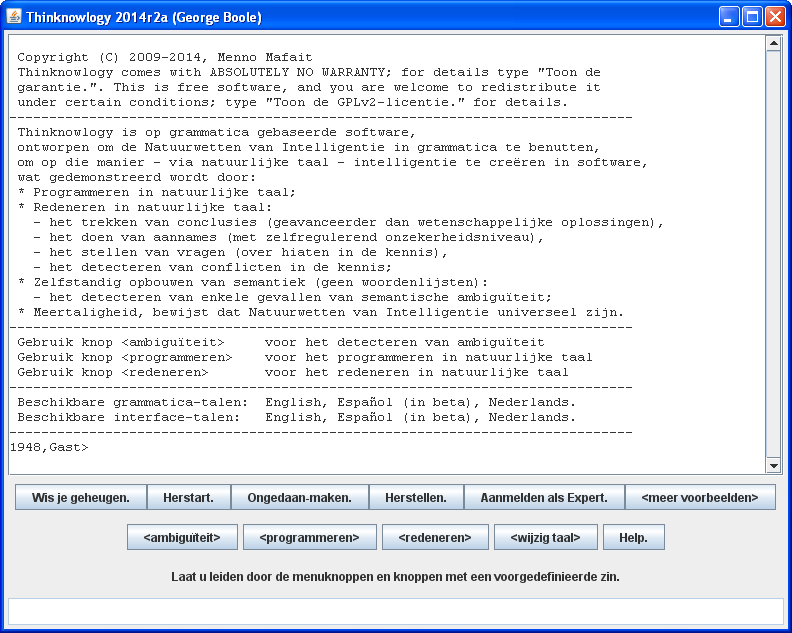 Thinknowlogy 2014r2a (George Boole)
Copyright (C) 2009-2014, Menno Mafait
Thinknowlogy comes with ABSOLUTELY NO WARRANTY; for details type "Toon de
garantie.". This is free software, and you are welcome to redistribute it
under certain conditions; type "Toon de GPLv2-licentie." for details.
Thinknowlogy is op grammatica gebaseerde software,
ontworpen om de Natuurwetten van Intelligentie in grammatica te benutten,
om op die manier - via natuurlijke taal - intelligentie te creëren in software,
wat gedemonstreerd wordt door:
* Programmeren in natuurlijke taal;
* Redeneren in natuurlijke taal:
- het trekken van conclusies (geavanceerder dan wetenschappelijke oplossingen),
- het doen van aannames (met zelfregulerend onzekerheidsniveau),
- het stellen van vragen (over hiaten in de kennis),
- het detecteren van conflicten in de kennis;
* Zelfstandig opbouwen van semantiek (geen woordenlijsten):
- het detecteren van enkele gevallen van semantische ambiguïteit;
* Meertaligheid, bewijst dat Natuurwetten van Intelligentie universeel zijn.
Gebruik knop <ambiguïteit> voor het detecteren van ambiguïteit
Gebruik knop <programmeren> voor het programmeren in natuurlijke taal
Gebruik knop <redeneren> voor het redeneren in natuurlijke taal
Beschikbare grammatica-talen: English, Español (in beta), Nederlands.
Beschikbare interface-talen: English, Español (in beta), Nederlands.
1948,Gast>
Wis je geheugen. Herstart. Ongedaan-maken. Herstellen. Aanmelden als Expert. <meer voorbeelden>
<ambiguïteit> <programmeren> <redeneren> <wijzig taal> Help.
Laat u leiden door de menuknoppen en knoppen met een voorgedefinieerde zin.